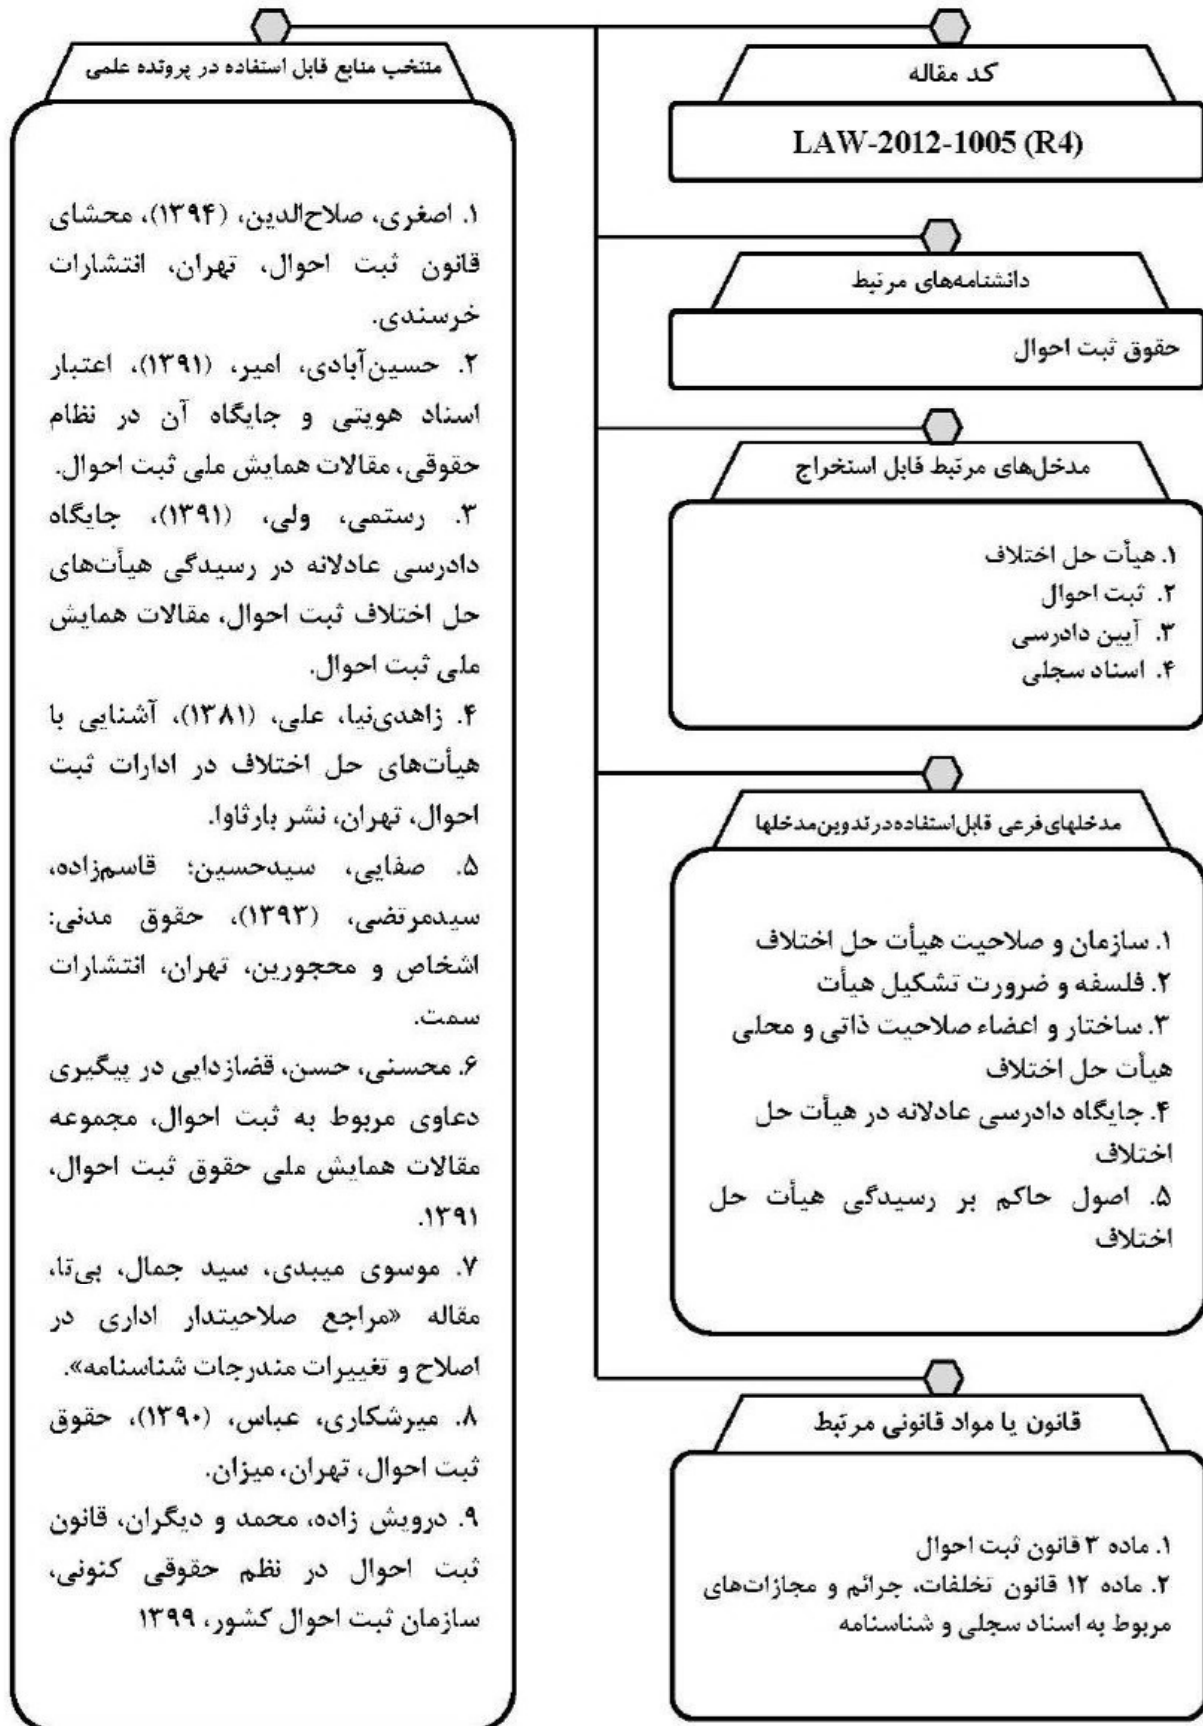 کد مقاله
LAW-2012-1005 (R4)
دانشنامه‌های مرتبط
حقوق ثبت احوال
مدخل‌های مرتبط قابل استخراج
۱. هیأت حل اختلاف
۲. ثبت احوال
۳. آیین دادرسی
۴. اسناد سجلی
مدخلهای فرعی قابل استفاده در تدوین مدخلها
۱. سازمان و صلاحیت هیأت حل اختلاف
۲. فلسفه و ضرورت تشکیل هیأت
۳. ساختار و اعضاء صلاحیت ذاتی و محلی
هیأت حل اختلاف
۴. جایگاه دادرسی عادلانه در هیأت حل
اختلاف
۵. اصول حاکم بر رسیدگی هیأت حل
اختلاف
قانون یا مواد قانونی مرتبط
۱. ماده ۳ قانون ثبت احوال
۲. ماده ۱۲ قانون تخلفات، جرائم و مجازات‌های
مربوط به اسناد سجلی و شناسنامه
منتخب منابع قابل استفاده در پرونده علمی
۱. اصغری، صلاح‌الدین، (۱۳۹۴)، محشای
قانون ثبت احوال، تهران، انتشارات
خرسندی.
۲. حسین‌آبادی، امیر، (۱۳۹۱)، اعتبار
اسناد هویتی و جایگاه آن در نظام
حقوقی، مقالات همایش ملی ثبت احوال.
۳. رستمی، ولی، (۱۳۹۱)، جایگاه
دادرسی عادلانه در رسیدگی هیأت‌های
حل اختلاف ثبت احوال، مقالات همایش
ملی ثبت احوال.
۴. زاهدی‌نیا، علی، (۱۳۸۱)، آشنایی با
هیأت‌های حل اختلاف در ادارات ثبت
احوال، تهران، نشر بارثاوا.
۵. صفایی، سیدحسین؛ قاسم‌زاده،
سیدمرتضی، (۱۳۹۳)، حقوق مدنی:
اشخاص و محجورین، تهران، انتشارات
سمت.
۶. محسنی، حسن، قضازدایی در پیگیری
دعاوی مربوط به ثبت احوال، مجموعه
مقالات همایش ملی حقوق ثبت احوال،
۱۳۹۱.
۷. موسوی میبدی، سید جمال، بی‌تا،
مقاله «مراجع صلاحیتدار اداری در
اصلاح و تغییرات مندرجات شناسنامه».
۸. میرشکاری، عباس، (۱۳۹۰)، حقوق
ثبت احوال، تهران، میزان.
۹. درویش زاده، محمد و دیگران، قانون
ثبت احوال در نظم حقوقی کنونی،
سازمان ثبت احوال کشور، ۱۳۹۹